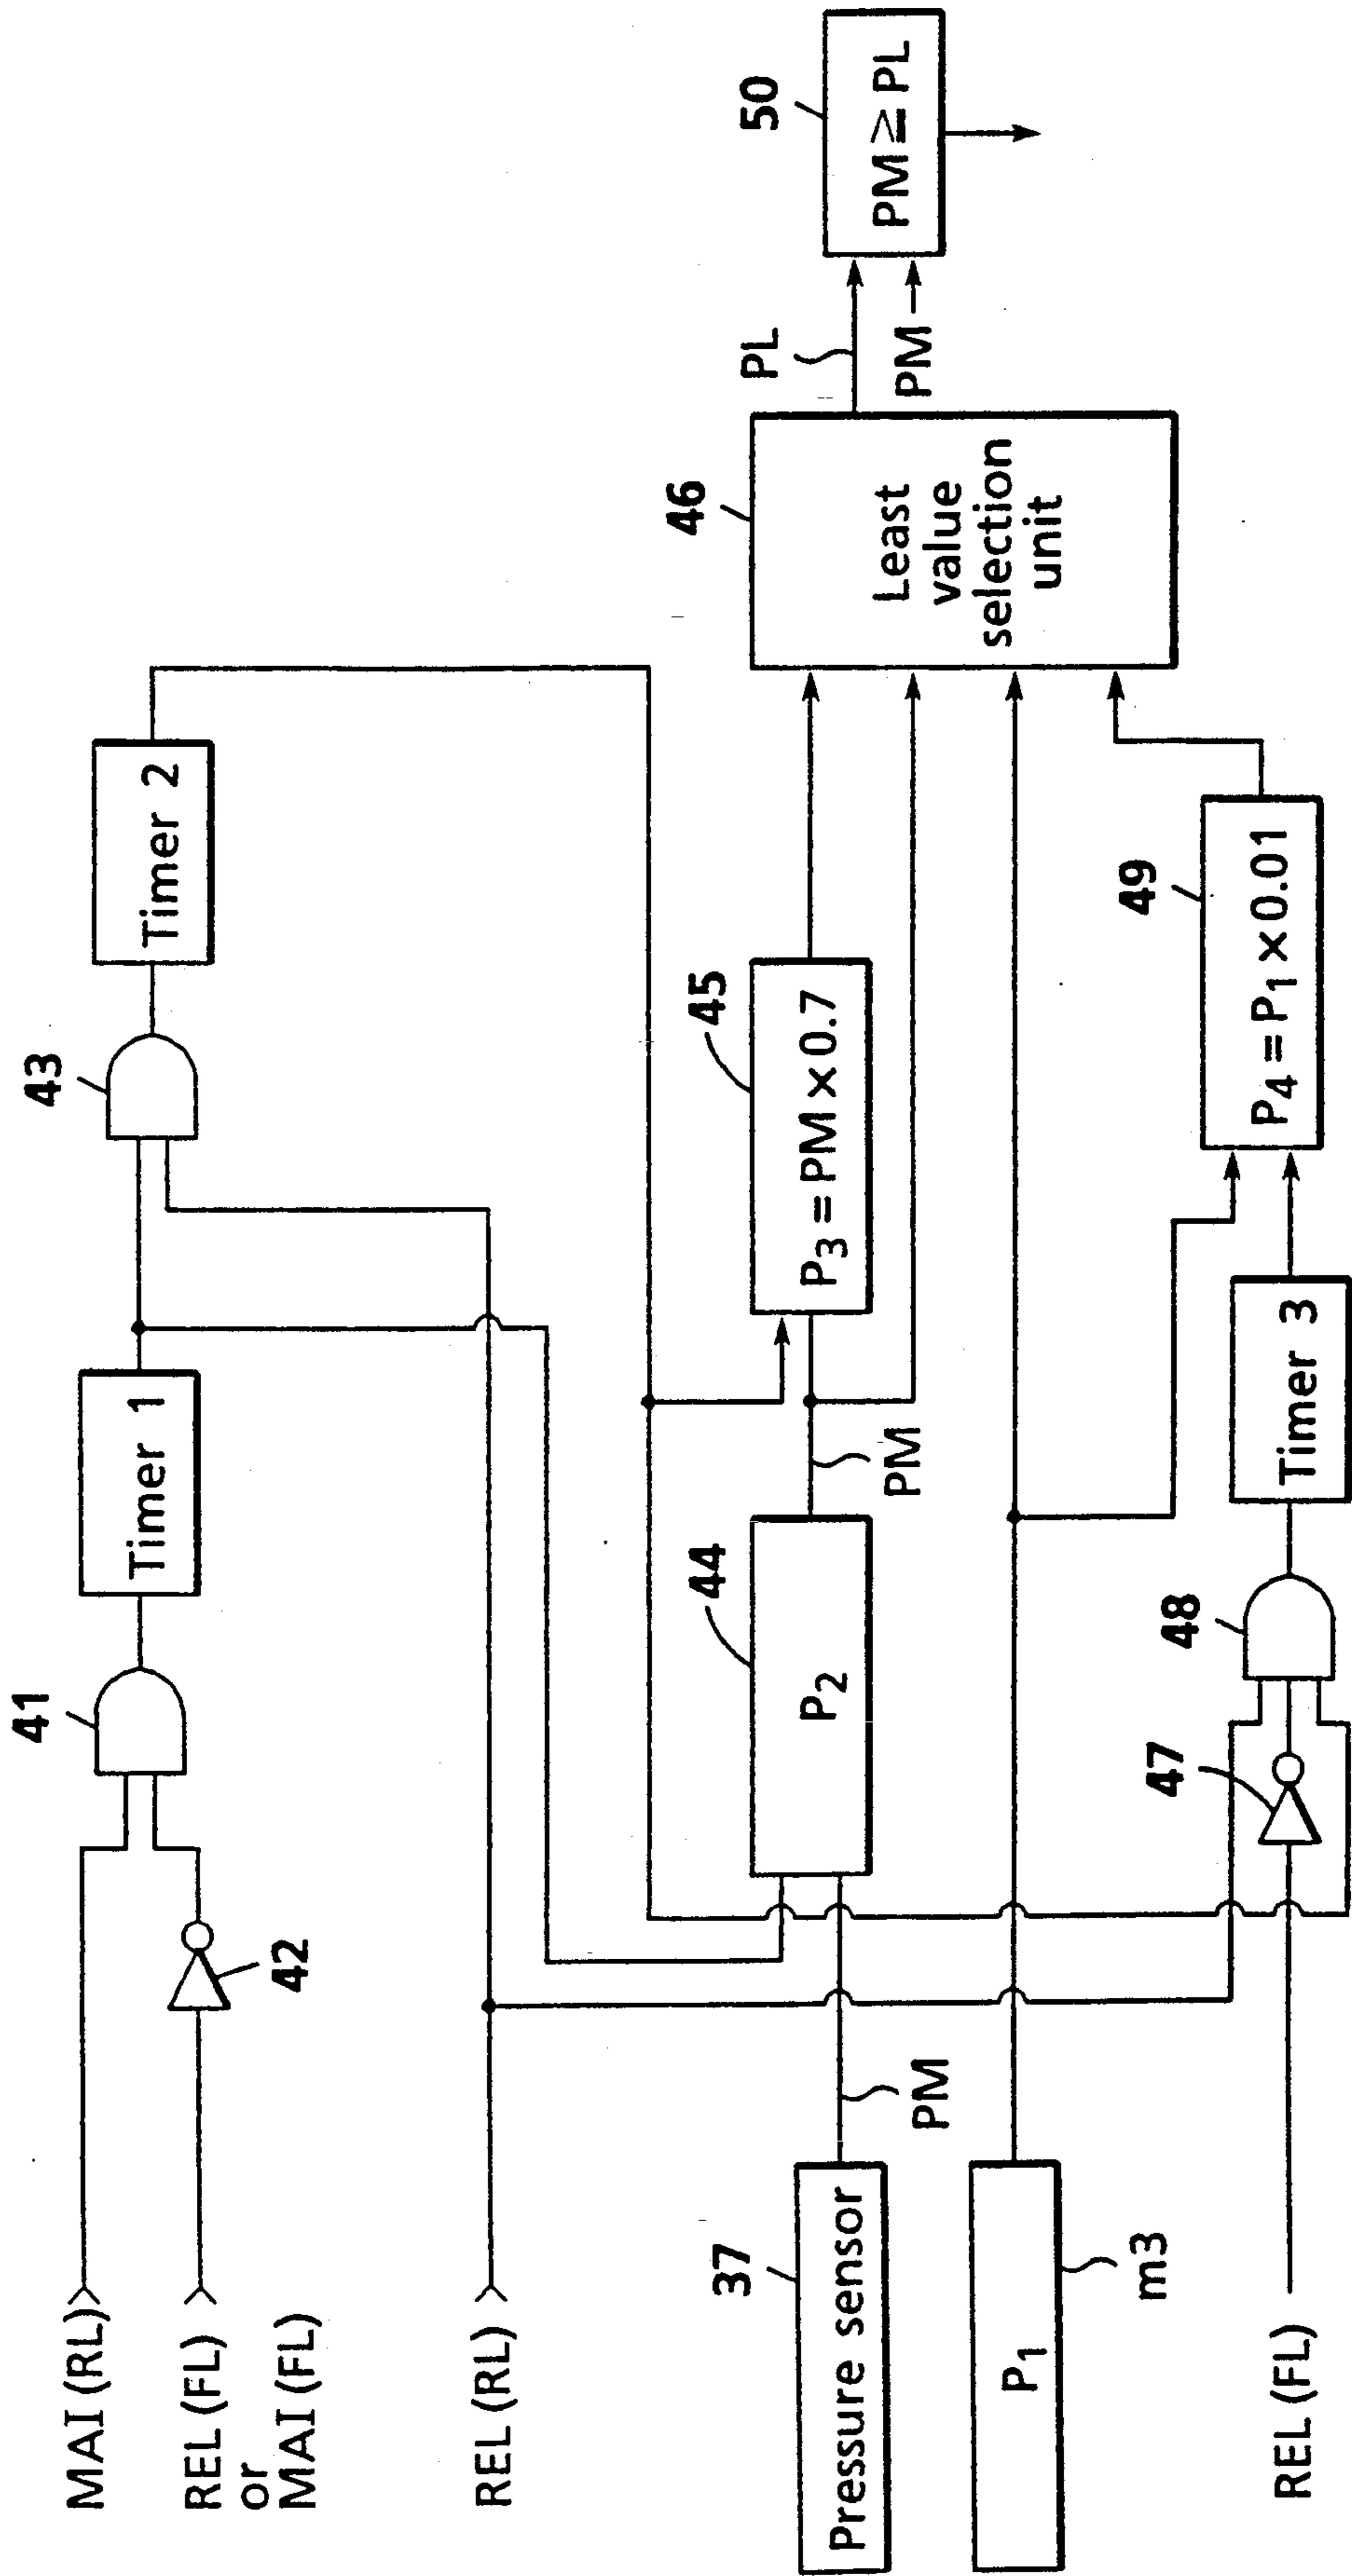 MAI (RL)
REL (FL)
or
MAI (FL)
REL (RL)
41
42
Timer 1
43
Timer 2
37
Pressure sensor
PM
44
P₂
PM
45
P₃ = PM × 0.7
P₁
m3
46
Least
value
selection
unit
PL
PM
50
PM ≧ PL
REL (FL)
47
48
Timer 3
49
P₄ = P₁ × 0.01